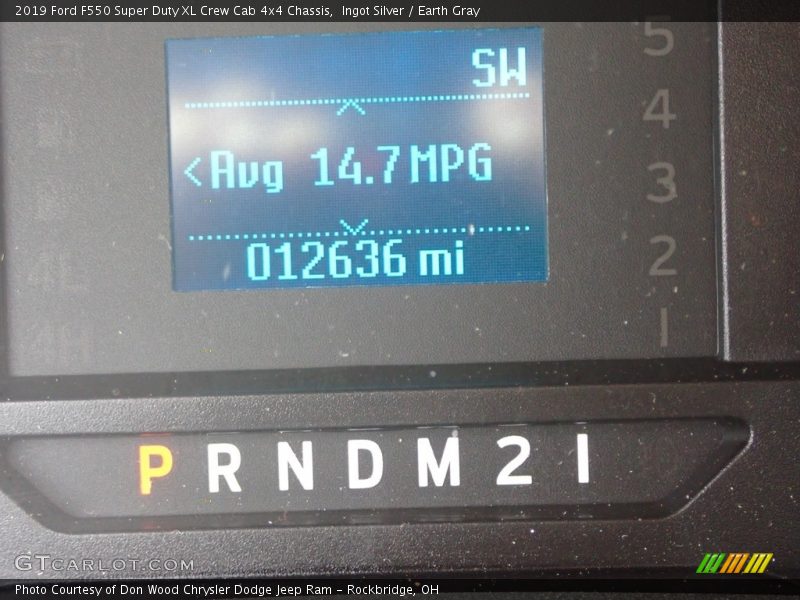 2019 Ford F550 Super Duty XL Crew Cab 4x4 Chassis,  Ingot Silver / Earth Gray
SW
<Avg 14.7 MPG
012636 mi
5
4
3
2
1
P R N D M 2 1
GTCARLOT.COM
Photo Courtesy of Don Wood Chrysler Dodge Jeep Ram – Rockbridge, OH